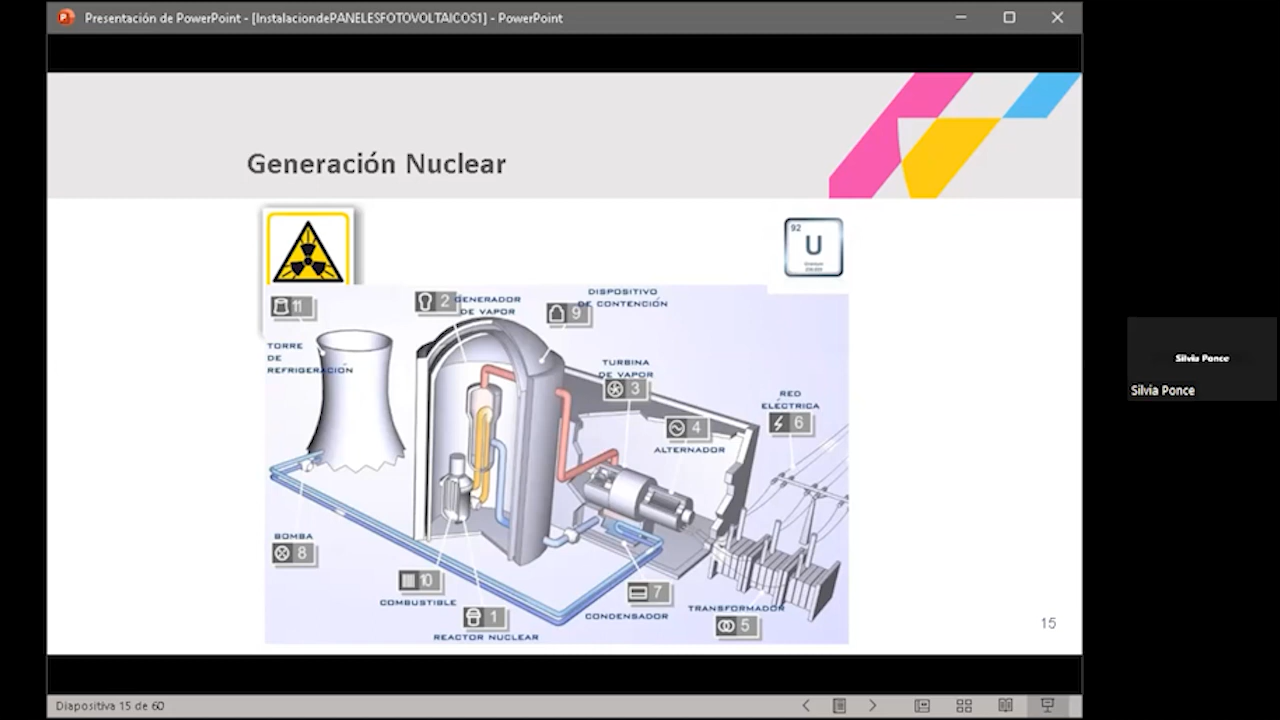 Presentación de PowerPoint - [InstalaciondePANELESFOTOVOLTAICOS1] - PowerPoint
Generación Nuclear
92
U
11
2
GENERADOR
DE VAPOR
DISPOSITIVO
DE CONTENCIÓN
9
TORRE
DE
REFRIGERACIÓN
TURBINA
DE VAPOR
3
RED
ELÉCTRICA
6
4
ALTERNADOR
BOMBA
8
10
COMBUSTIBLE
1
REACTOR NUCLEAR
7
CONDENSADOR
TRANSFORMADOR
5
15
Silvia Ponce
Silvia Ponce
Diapositiva 15 de 60